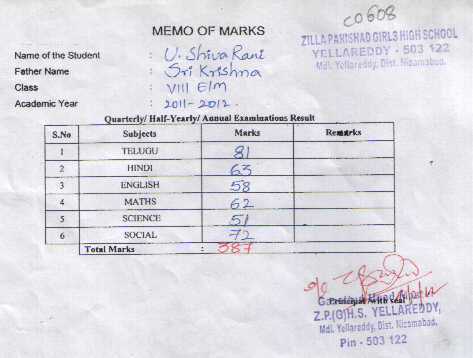 C0608
MEMO OF MARKS
ZILLA PARISHAD GIRLS HIGH SCHOOL
YELLAREDDY - 503 122
Mdl. Yellareddy, Dist. Nizamabad.
Name of the Student : U. Shiva Rani
Father Name : Sri Krishna
Class : VIII E/M
Academic Year : 2011-2012.
Quarterly/ Half-Yearly/ Annual Examinations Result
S.No Subjects Marks Remarks
1 TELUGU 81
2 HINDI 63
3 ENGLISH 58
4 MATHS 62
5 SCIENCE 51
6 SOCIAL 72
Total Marks : 387
Principal with seal
Z.P.(G)H.S. YELLAREDDY,
Mdl. Yellareddy, Dist. Nizamabad.
Pin - 503 122